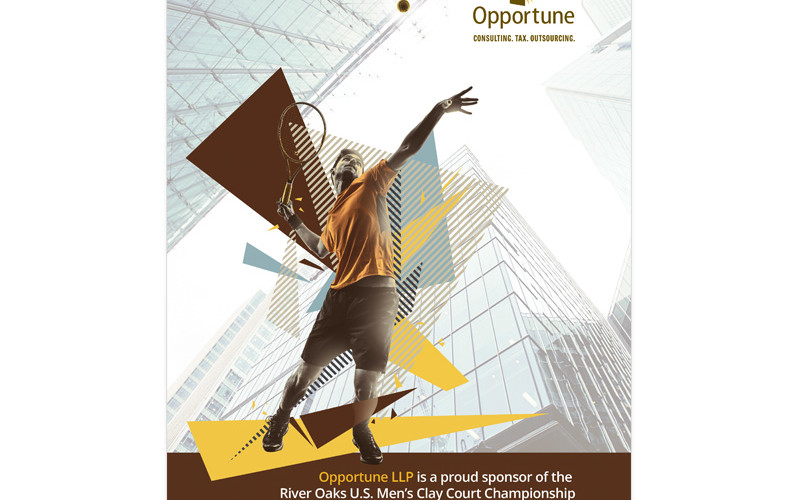 Opportune
CONSULTING. TAX. OUTSOURCING.
Opportune LLP is a proud sponsor of the
River Oaks U.S. Men's Clay Court Championship